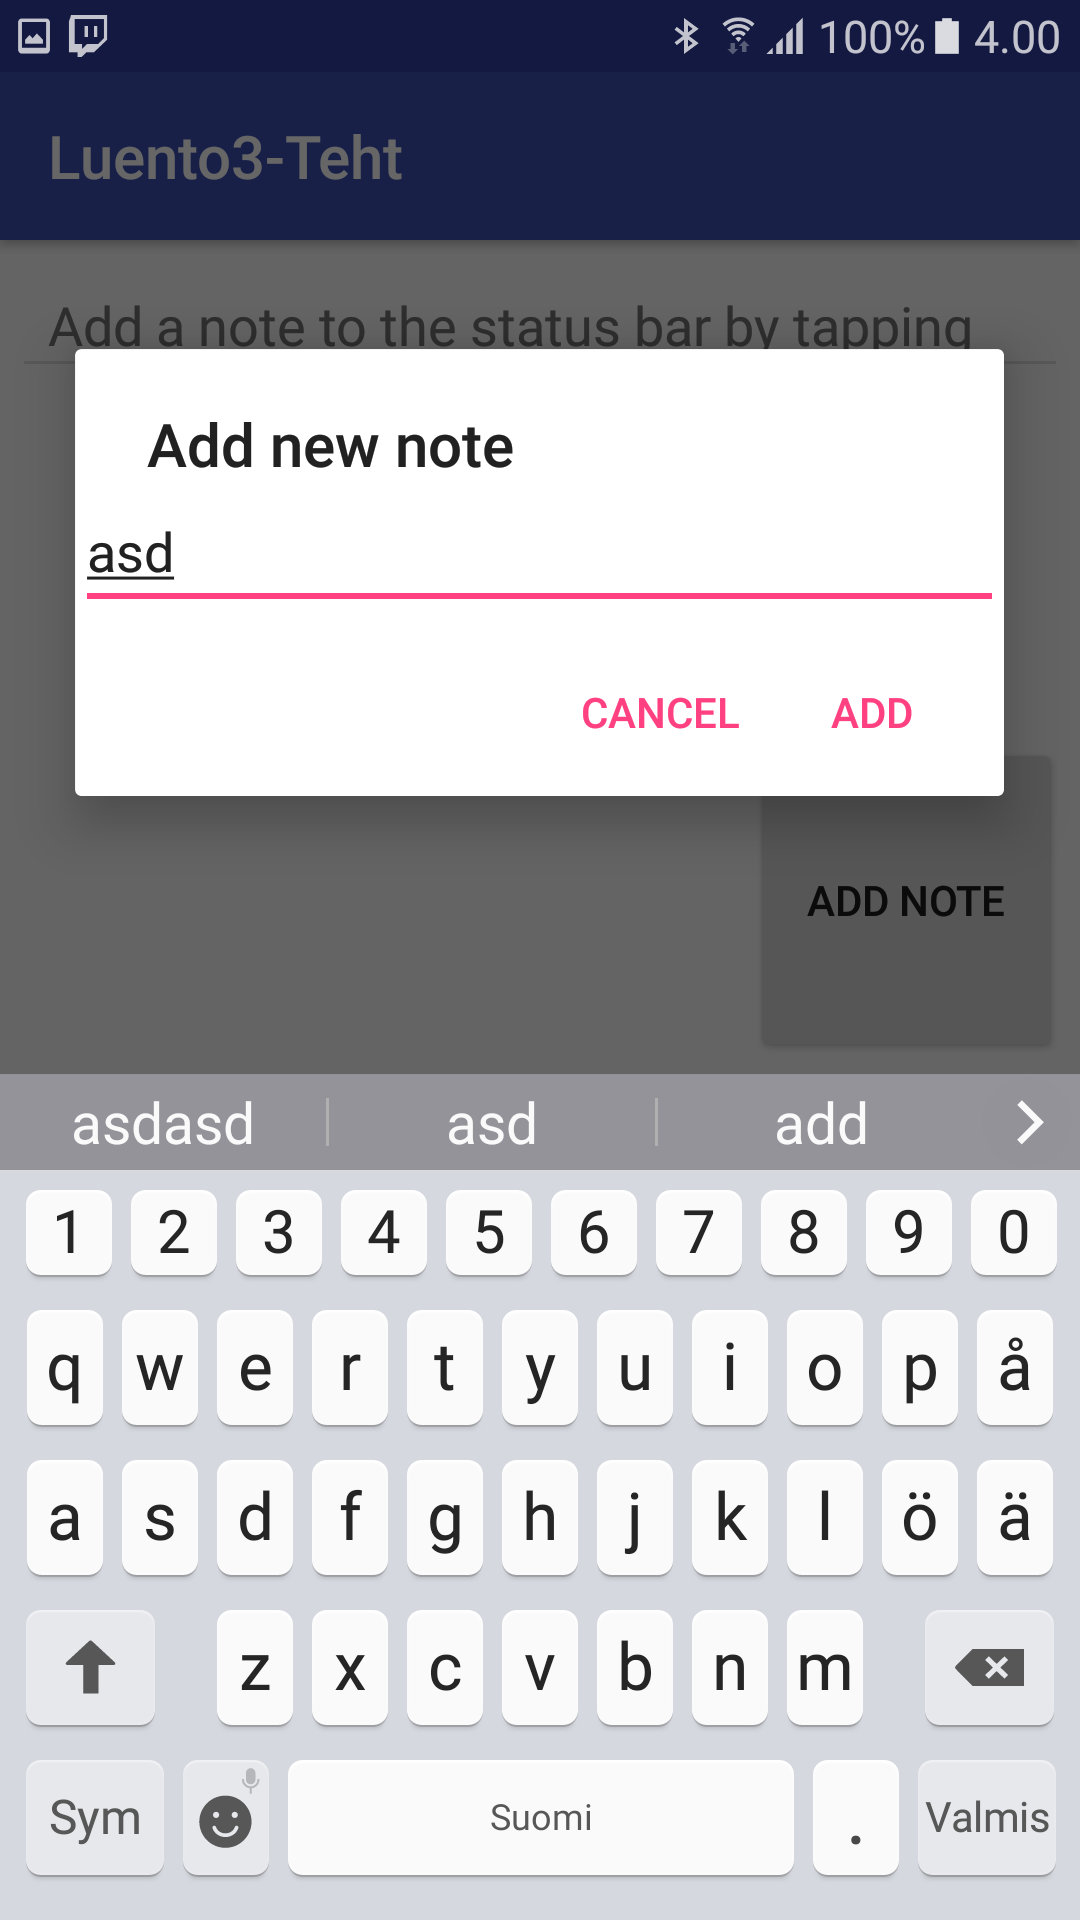 100% 4.00
Luento3-Teht
Add a note to the status bar by tapping
Add new note
asd
CANCEL ADD
ADD NOTE
asdasd asd add
1 2 3 4 5 6 7 8 9 0
q w e r t y u i o p å
a s d f g h j k l ö ä
z x c v b n m
Sym Suomi . Valmis